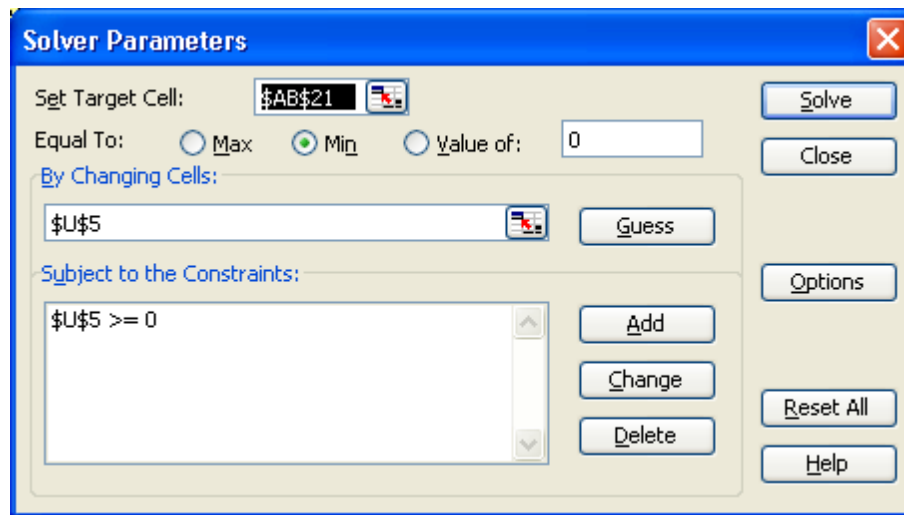 Solver Parameters
Set Target Cell: $AB$21
Solve
Equal To: Max Min Value of: 0
Close
By Changing Cells:
$U$5
Guess
Subject to the Constraints:
Options
$U$5 >= 0
Add
Change
Reset All
Delete
Help